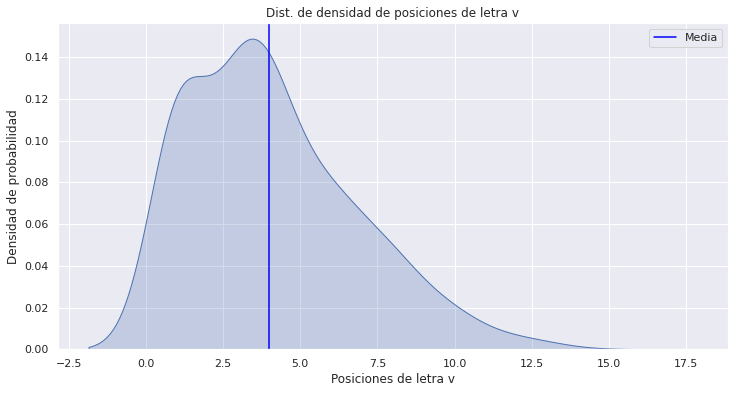 Dist. de densidad de posiciones de letra v
Media
0.14
0.12
0.10
0.08
0.06
0.04
0.02
0.00
Densidad de probabilidad
−2.5 0.0 2.5 5.0 7.5 10.0 12.5 15.0 17.5
Posiciones de letra v